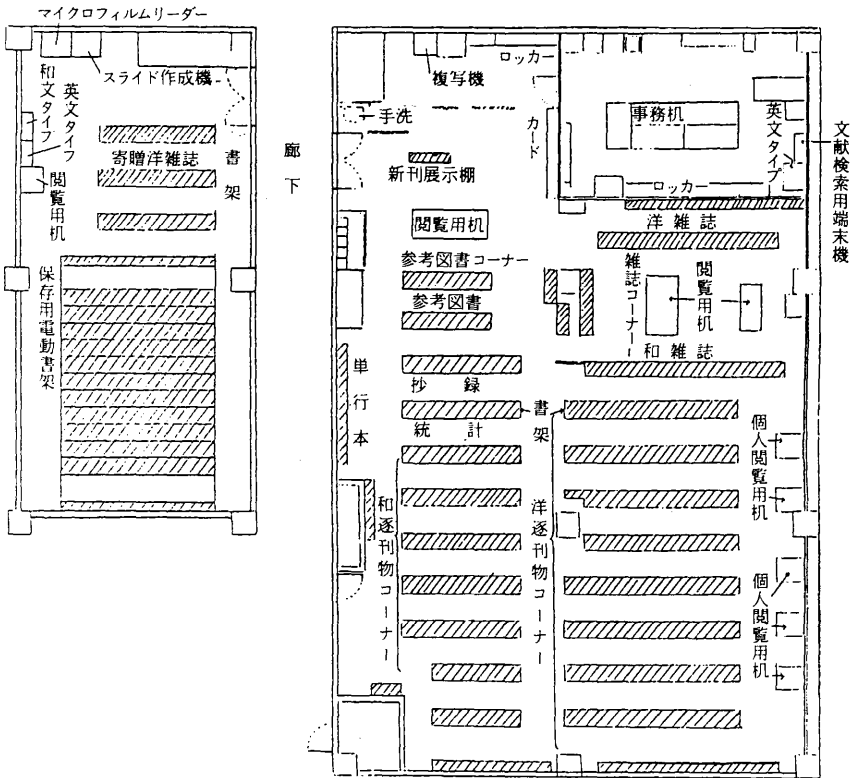 マイクロフィルムリーダー
スライド作成機
和文タイプ
英文タイプ
閲覧用机
寄贈洋雑誌
書架
保存用電動書架
廊下
複写機
ロッカー
手洗
カード
事務机
英文タイプ
文献検索用端末機
新刊展示棚
ロッカー
閲覧用机
洋雑誌
参考図書コーナー
参考図書
雑誌コーナー
閲覧用机
和雑誌
単行本
抄録
書架
統計
個人閲覧用机
和逐刊物コーナー
洋逐刊物コーナー
個人閲覧用机